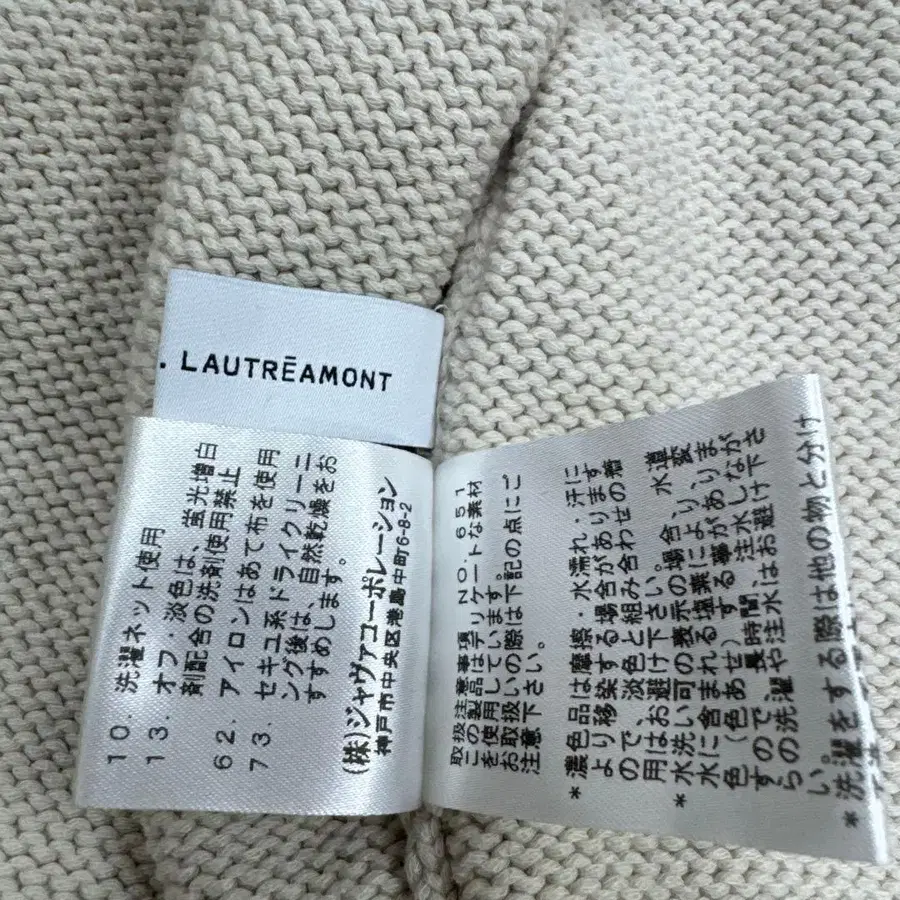 . LAUTRĒAMONT
10. 洗濯ネット使用
13. オフ・淡色は、蛍光増白
剤配合の洗剤使用禁止
62. アイロンはあて布を使用
73. セキユ系ドライクリーニ
ング後は、自然乾燥をお
すすめします。
(株)ジャヴァコーポレーション
神戸市中央区港島中町6-8-2
取扱注意事項 NO. 651
この製品はデリケートな素材
を使用しています。
お取扱いの際は下記の点にご
注意下さい。
*濃色品は摩擦・水濡れ・汗に
より移染する場合があります
ので、淡色と組み合わせの着
用はお避け下さい。
水洗い可の表示の場合、水道
水に含まれる塩素により、変
色(色あせ)する事があります
ので、長時間、注水しなが
らの洗濯や注水はお避け下さ
い。
*洗濯をする際は他の物と分け